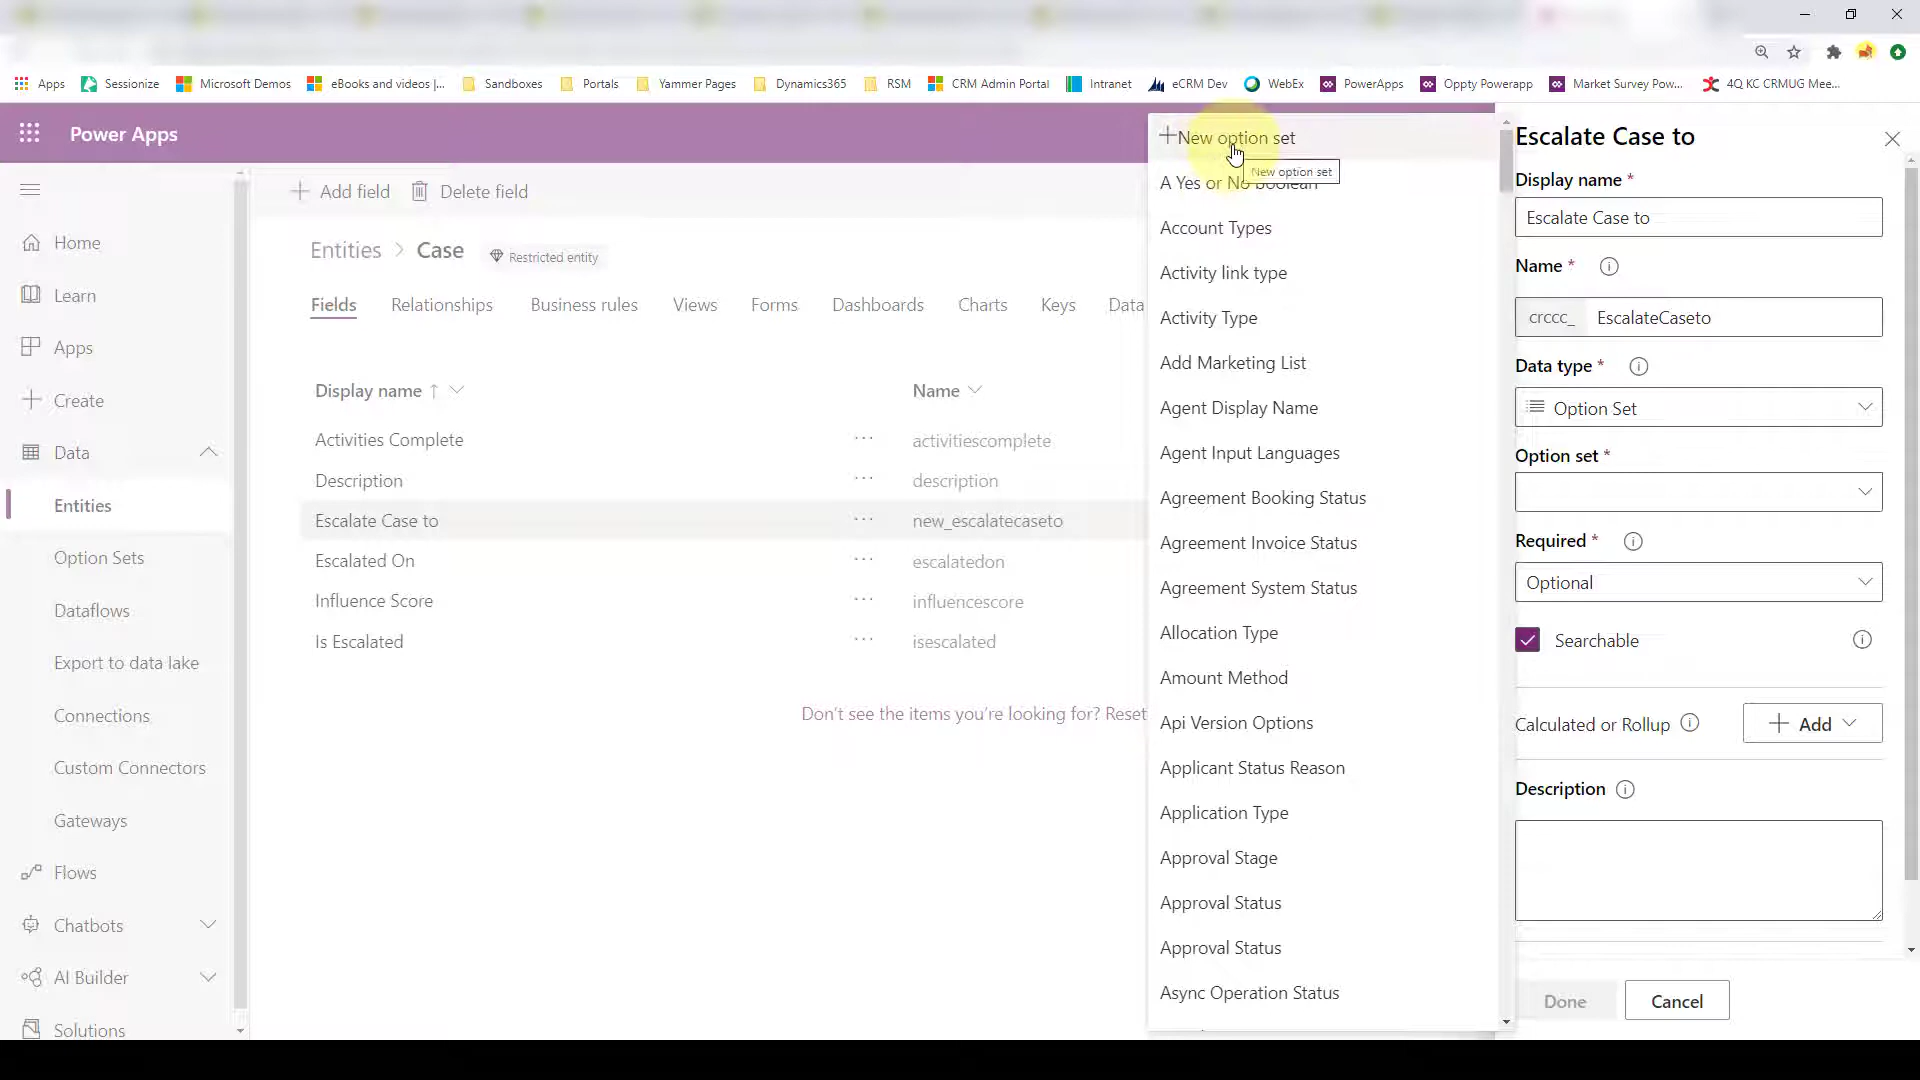 Apps
Sessionize
Microsoft Demos
eBooks and videos |...
Sandboxes
Portals
Yammer Pages
Dynamics365
RSM
CRM Admin Portal
Intranet
eCRM Dev
WebEx
PowerApps
Oppty Powerapp
Market Survey Pow...
4Q KC CRMUG Mee...
Power Apps
Home
Learn
Apps
Create
Data
Entities
Option Sets
Dataflows
Export to data lake
Connections
Custom Connectors
Gateways
Flows
Chatbots
AI Builder
Solutions
Add field
Delete field
Entities > Case
Restricted entity
Fields
Relationships
Business rules
Views
Forms
Dashboards
Charts
Keys
Data
Display name ↑
Name
Activities Complete ··· activitiescomplete
Description ··· description
Escalate Case to ··· new_escalatecaseto
Escalated On ··· escalatedon
Influence Score ··· influencescore
Is Escalated ··· isescalated
Don't see the items you're looking for? Reset
New option set
New option set
A Yes or No boolean
Account Types
Activity link type
Activity Type
Add Marketing List
Agent Display Name
Agent Input Languages
Agreement Booking Status
Agreement Invoice Status
Agreement System Status
Allocation Type
Amount Method
Api Version Options
Applicant Status Reason
Application Type
Approval Stage
Approval Status
Approval Status
Async Operation Status
Escalate Case to
Display name *
Escalate Case to
Name *
crccc_ EscalateCaseto
Data type *
Option Set
Option set *
Required *
Optional
Searchable
Calculated or Rollup
Add
Description
Done
Cancel